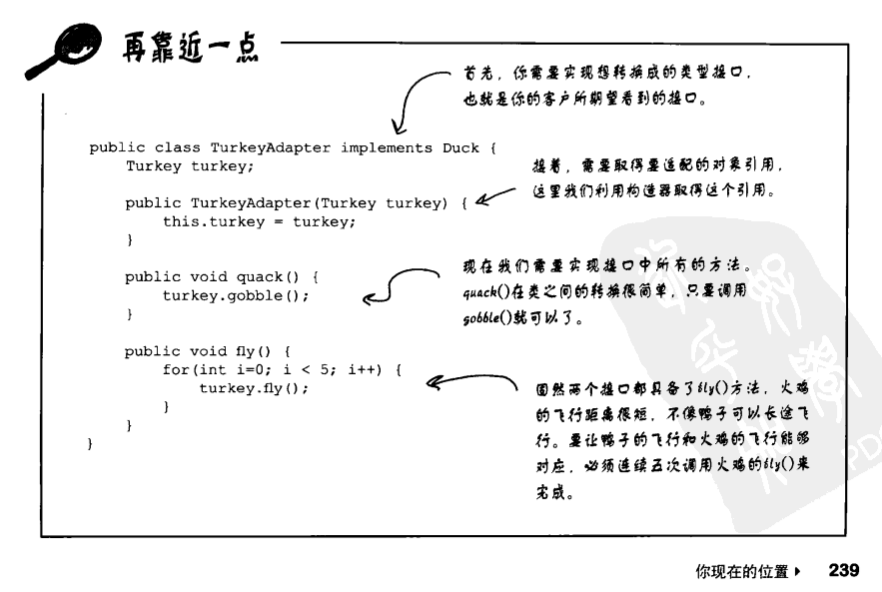 再靠近一点
首先，你需要实现想转换成的类型接口，
也就是你的客户所期望看到的接口。
public class TurkeyAdapter implements Duck {
Turkey turkey;
接着，需要取得要适配的对象引用，
这里我们利用构造器取得这个引用。
public TurkeyAdapter(Turkey turkey) {
this.turkey = turkey;
}
现在我们需要实现接口中所有的方法。
quack()在类之间的转换很简单，只要调用
gobble()就可以了。
public void quack() {
turkey.gobble();
}
public void fly() {
for(int i=0; i < 5; i++) {
turkey.fly();
}
}
}
固然两个接口都具备了fly()方法，火鸡
的飞行距离很短，不像鸭子可以长途飞
行。要让鸭子的飞行和火鸡的飞行能够
对应，必须连续五次调用火鸡的fly()来
完成。
PD
你现在的位置 ▸ 239